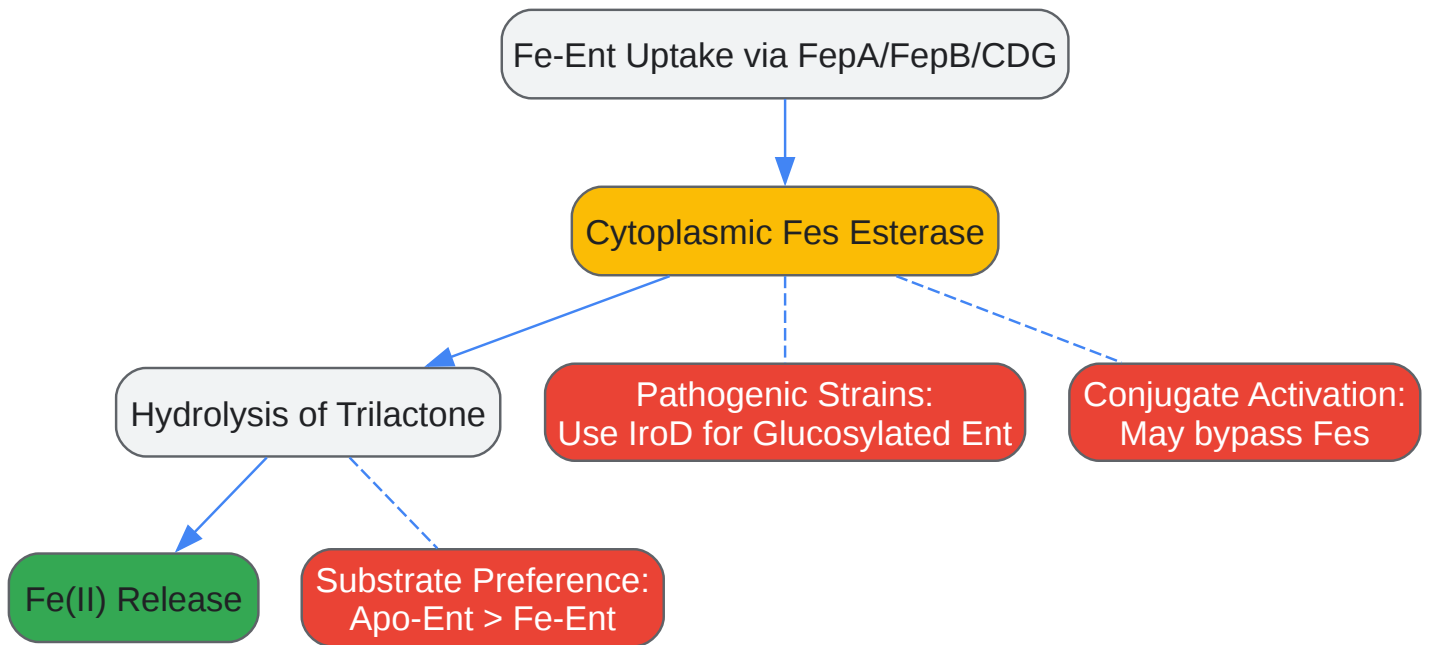 Fe-Ent Uptake via FepA/FepB/CDG
Cytoplasmic Fes Esterase
Hydrolysis of Trilactone
Pathogenic Strains:
Use IroD for Glucosylated Ent
Conjugate Activation:
May bypass Fes
Fe(II) Release
Substrate Preference:
Apo-Ent > Fe-Ent